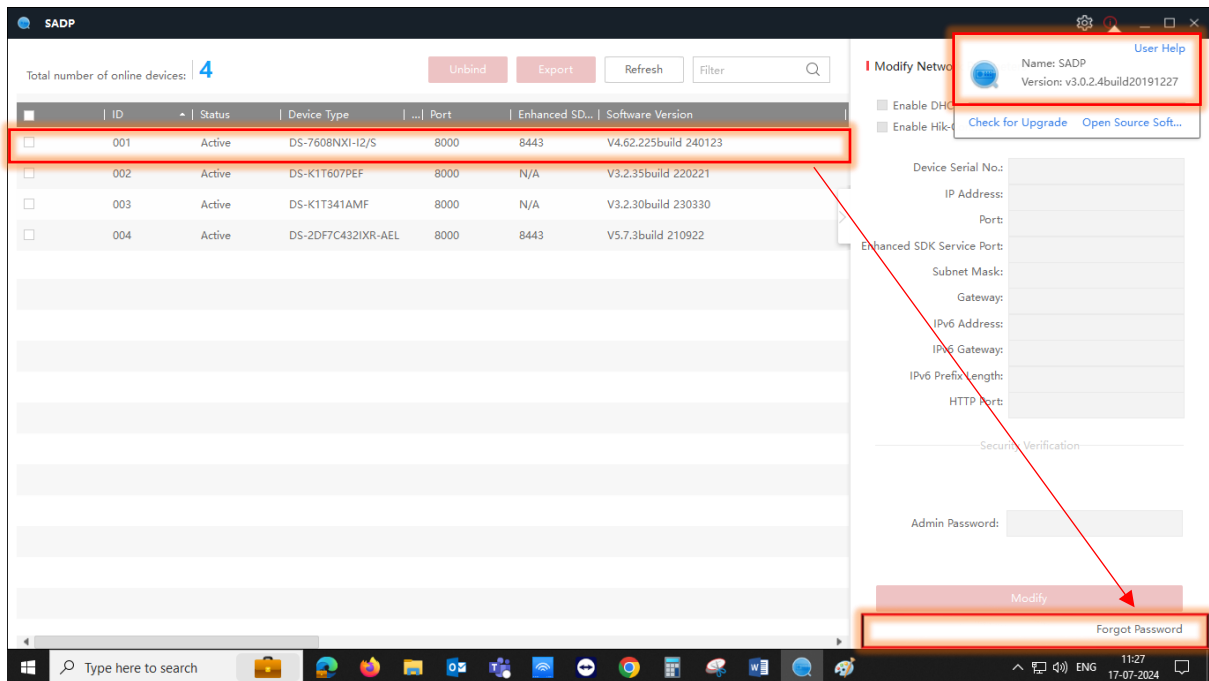 SADP
User Help
Name: SADP
Version: v3.0.2.4build20191227
Check for Upgrade Open Source Soft...
Total number of online devices: 4
Unbind Export Refresh Filter
ID Status Device Type ... Port Enhanced SD... Software Version
001 Active DS-7608NXI-I2/S 8000 8443 V4.62.225build 240123
002 Active DS-K1T607PEF 8000 N/A V3.2.35build 220221
003 Active DS-K1T341AMF 8000 N/A V3.2.30build 230330
004 Active DS-2DF7C432IXR-AEL 8000 8443 V5.7.3build 210922
Modify Netwo
Enable DHC
Enable Hik-C
Device Serial No.:
IP Address:
Port:
Enhanced SDK Service Port:
Subnet Mask:
Gateway:
IPv6 Address:
IPv6 Gateway:
IPv6 Prefix Length:
HTTP Port:
Security Verification
Admin Password:
Modify
Forgot Password
Type here to search
ENG
11:27
17-07-2024